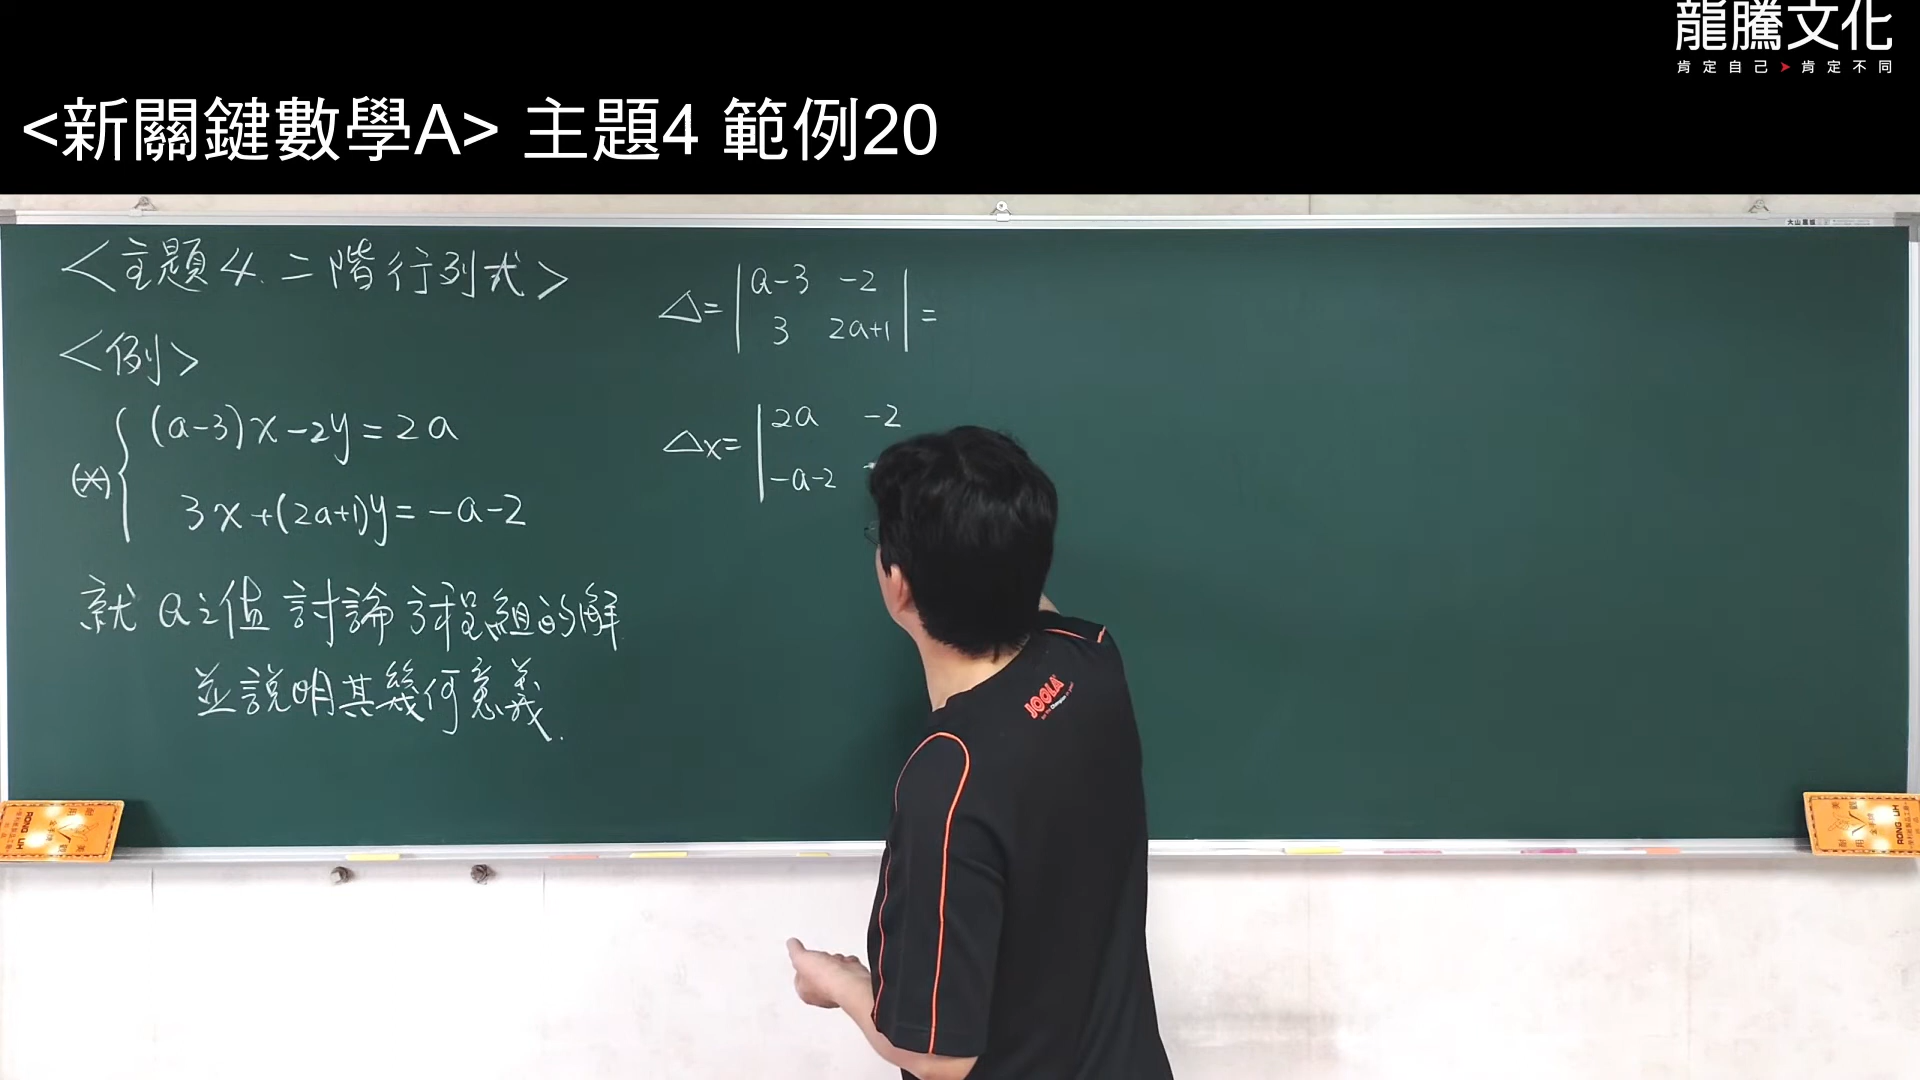 龍騰文化
肯定自己➤肯定不同
<新關鍵數學A> 主題4 範例20
<主題4. 二階行列式>
<例>
(*) { (a-3)x-2y=2a
3x+(2a+1)y=-a-2
就 a之值 討論方程組的解
並說明其幾何意義.
△=|a-3 -2|
|3 2a+1|=
△x=|2a -2
|-a-2
JOOLA